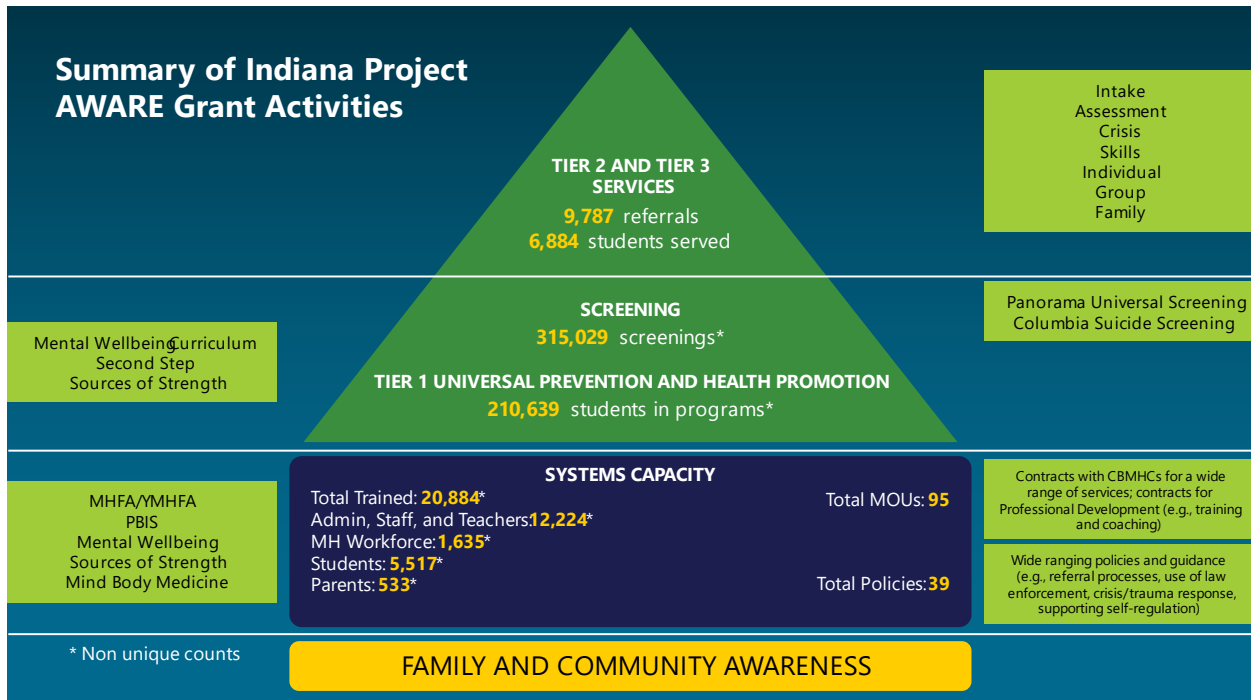 Summary of Indiana Project
AWARE Grant Activities
TIER 2 AND TIER 3
SERVICES
9,787 referrals
6,884 students served
Intake
Assessment
Crisis
Skills
Individual
Group
Family
SCREENING
315,029 screenings*
TIER 1 UNIVERSAL PREVENTION AND HEALTH PROMOTION
210,639 students in programs*
Mental Wellbeing Curriculum
Second Step
Sources of Strength
Panorama Universal Screening
Columbia Suicide Screening
SYSTEMS CAPACITY
Total Trained: 20,884*
Admin, Staff, and Teachers: 12,224*
MH Workforce: 1,635*
Students: 5,517*
Parents: 533*
Total MOUs: 95
Total Policies: 39
MHFA/YMHFA
PBIS
Mental Wellbeing
Sources of Strength
Mind Body Medicine
Contracts with CBMHCs for a wide
range of services; contracts for
Professional Development (e.g., training
and coaching)
Wide ranging policies and guidance
(e.g., referral processes, use of law
enforcement, crisis/trauma response,
supporting self-regulation)
* Non unique counts
FAMILY AND COMMUNITY AWARENESS